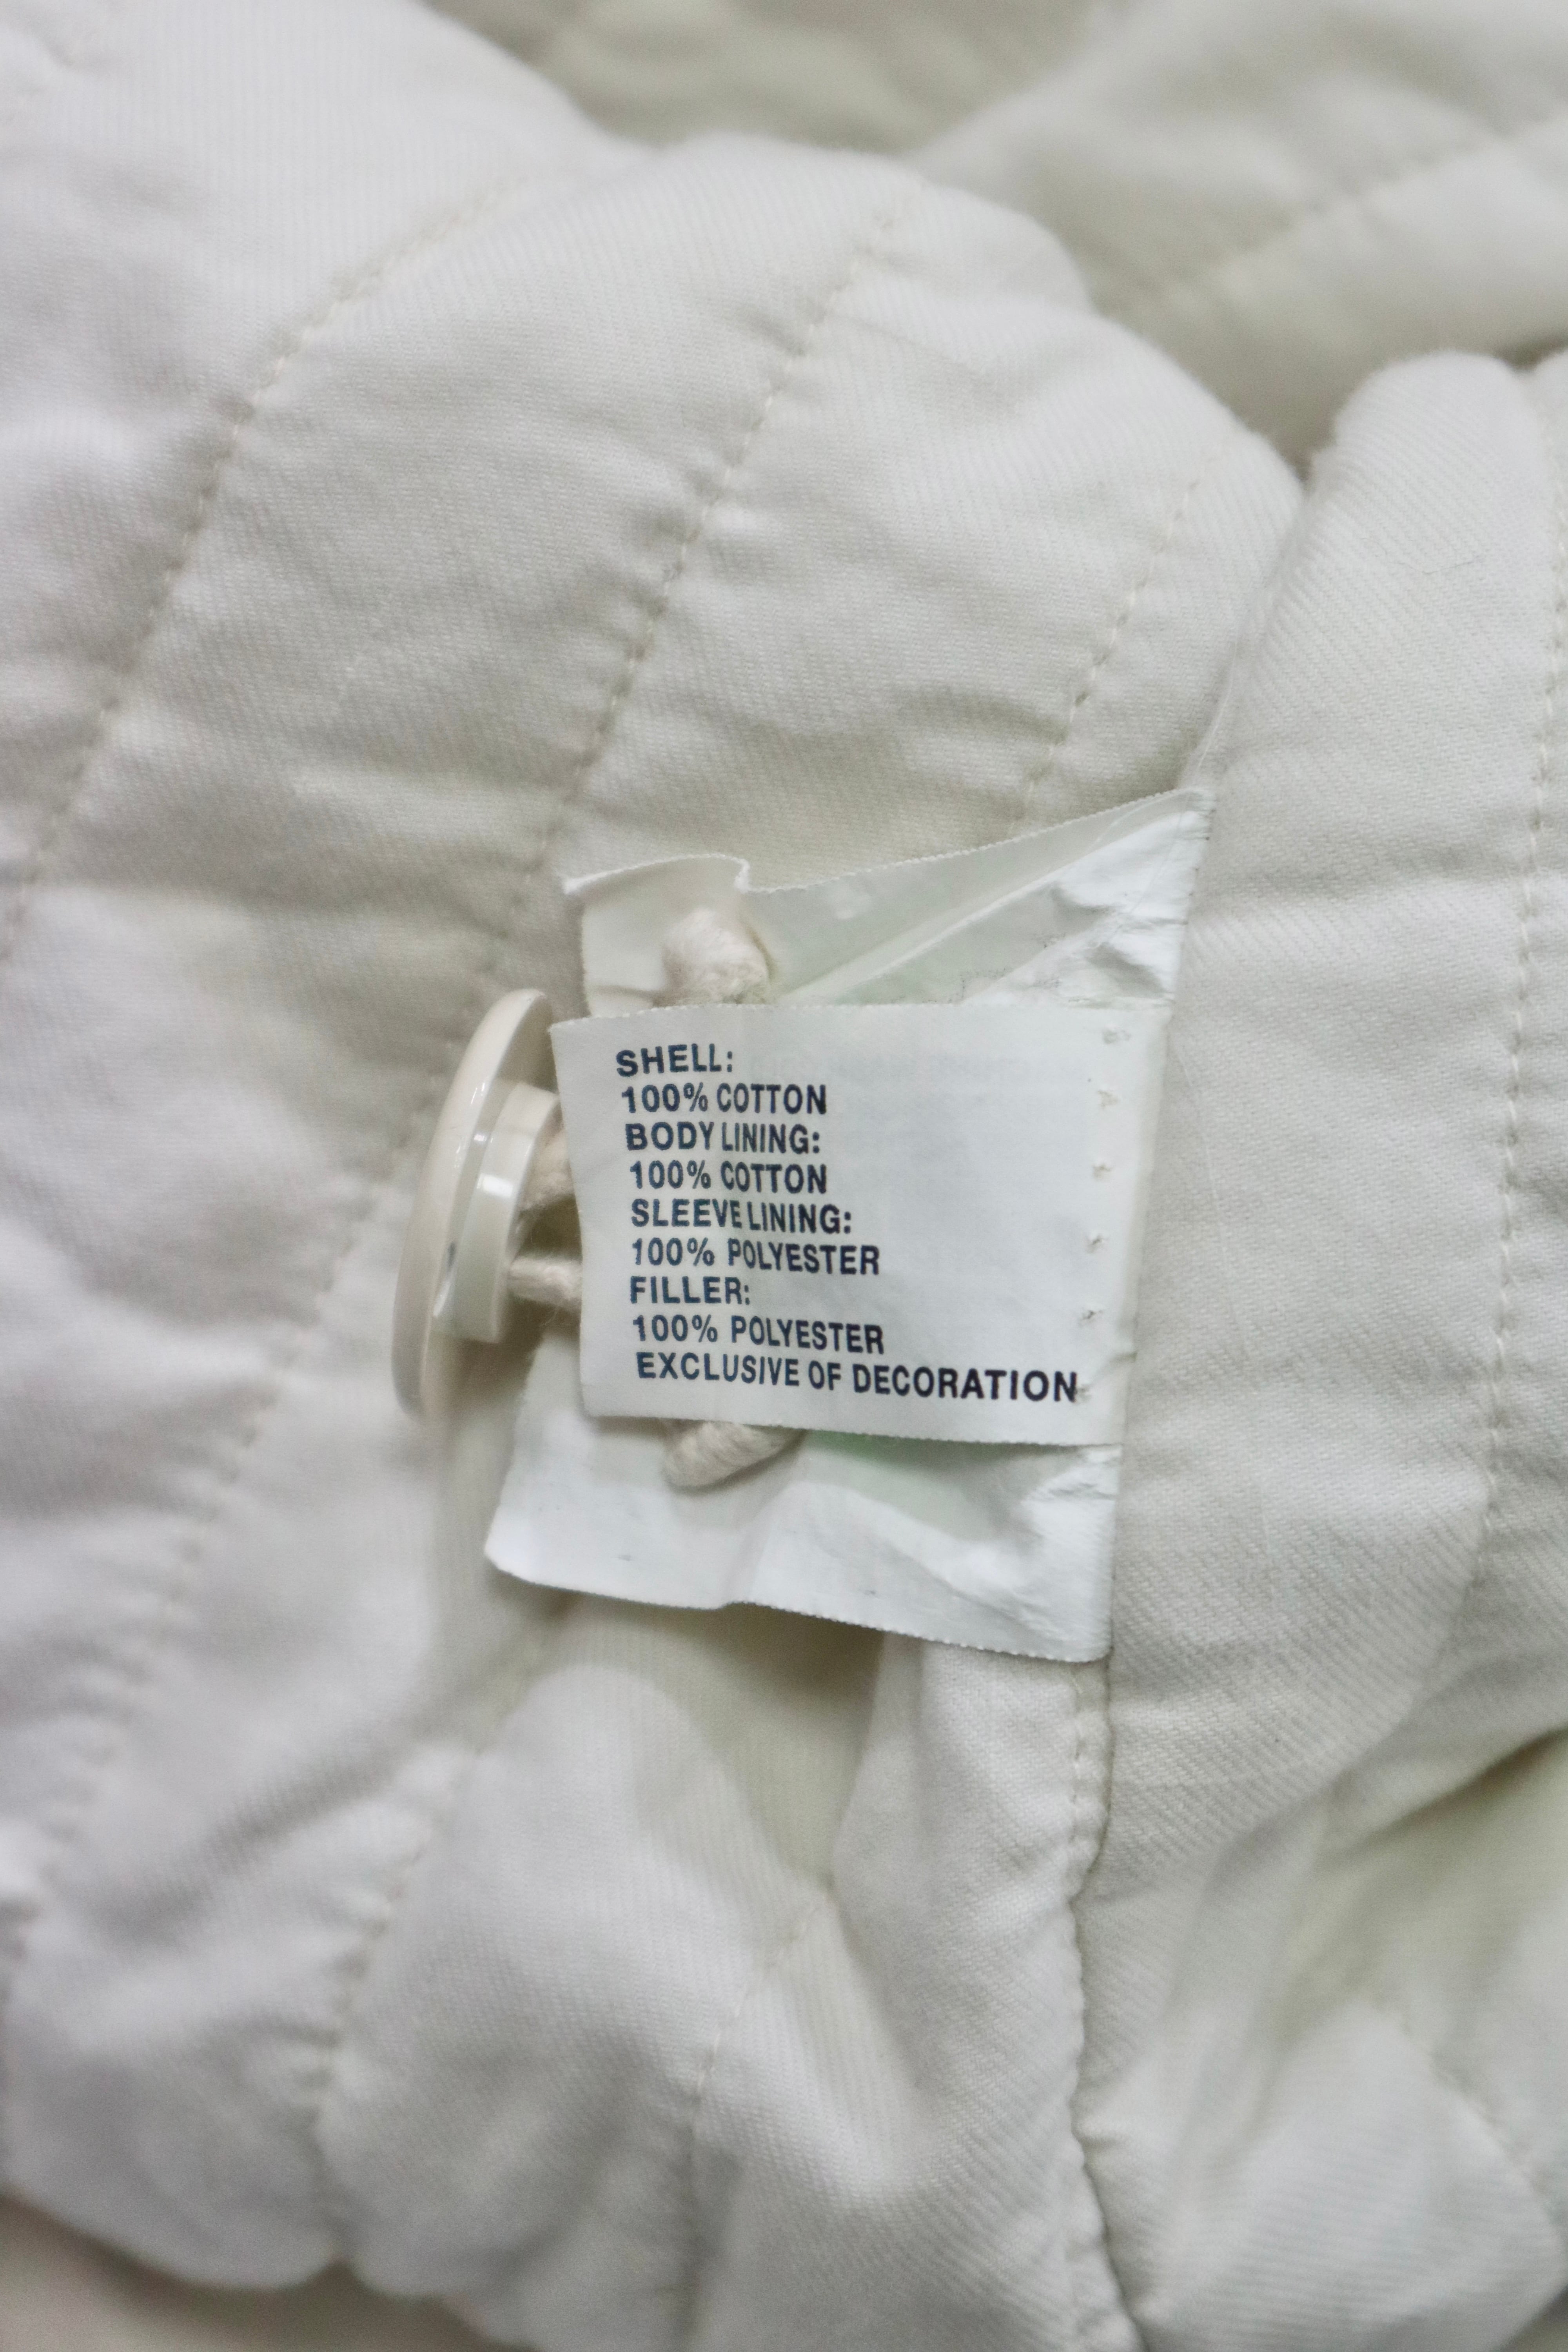 SHELL:
100% COTTON
BODY LINING:
100% COTTON
SLEEVE LINING:
100% POLYESTER
FILLER:
100% POLYESTER
EXCLUSIVE OF DECORATION